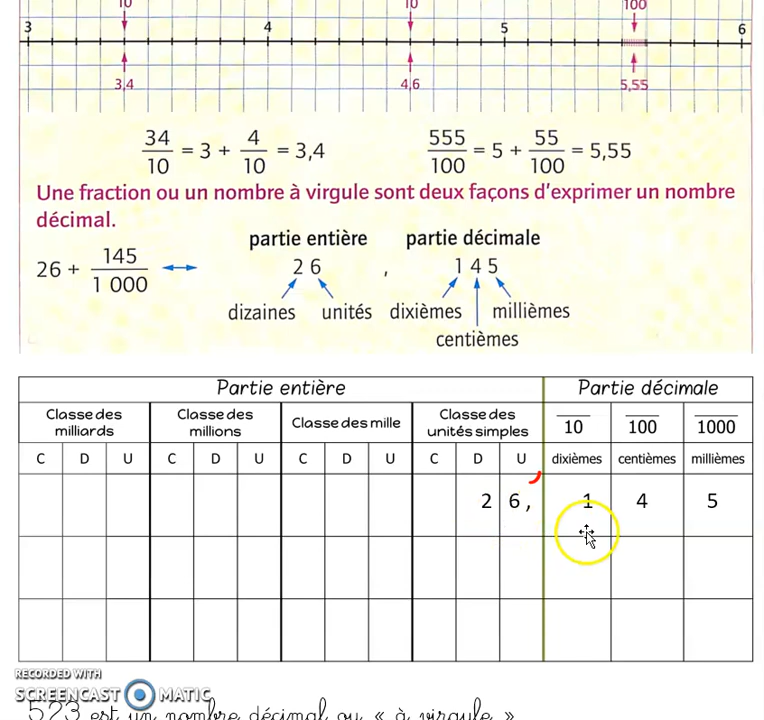 10 10 100
3 4 5 6
3,4 4,6 5,55
34/10 = 3 + 4/10 = 3,4 555/100 = 5 + 55/100 = 5,55
Une fraction ou un nombre à virgule sont deux façons d'exprimer un nombre
décimal.
partie entière partie décimale
26 + 145/1 000 26 , 145
dizaines unités dixièmes millièmes
centièmes
Partie entière Partie décimale
Classe des milliards Classe des millions Classe des mille Classe des unités simples 10 100 1000
C D U C D U C D U C D U dixièmes centièmes millièmes
2 6, 1 4 5
RECORDED WITH
SCREENCAST MATIC
5,23 est un nombre décimal ou « à virgule »